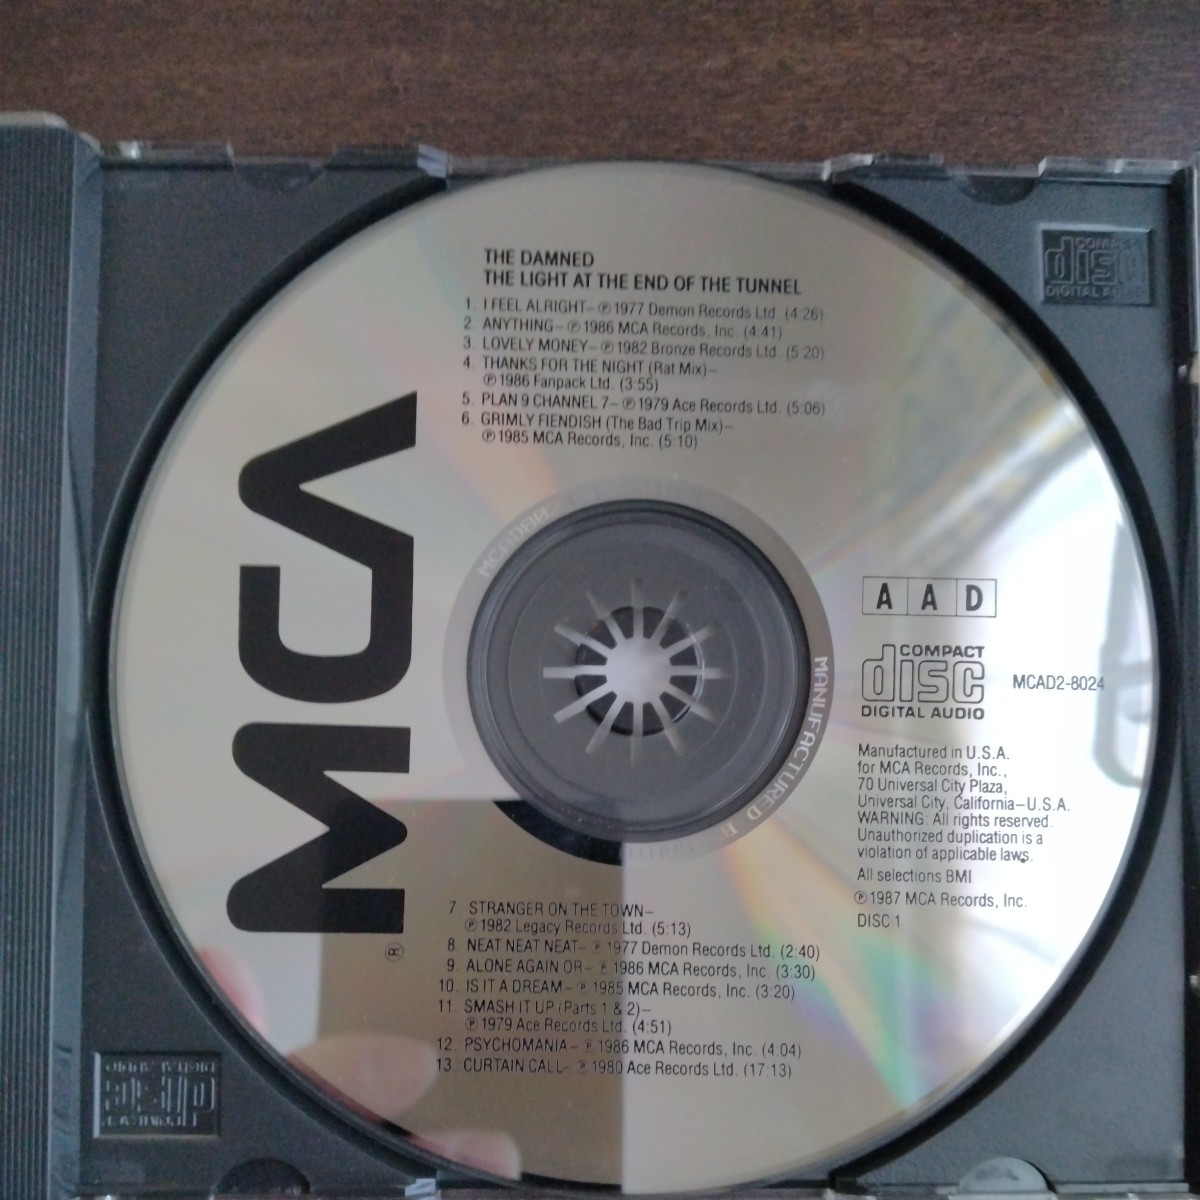 THE DAMNED
THE LIGHT AT THE END OF THE TUNNEL
1. I FEEL ALRIGHT–℗1977 Demon Records Ltd. (4:26)
2. ANYTHING–℗1986 MCA Records, Inc. (4:41)
3. LOVELY MONEY–℗1982 Bronze Records Ltd. (5:20)
4. THANKS FOR THE NIGHT (Rat Mix)–
℗1986 Fanpack Ltd. (3:55)
5. PLAN 9 CHANNEL 7–℗1979 Ace Records Ltd. (5:06)
6. GRIMLY FIENDISH (The Bad Trip Mix)–
℗1985 MCA Records, Inc. (5:10)
MCA
®
A A D
COMPACT
disc
DIGITAL AUDIO
MCAD2-8024
Manufactured in U.S.A.
for MCA Records, Inc.,
70 Universal City Plaza,
Universal City, California–U.S.A.
WARNING: All rights reserved.
Unauthorized duplication is a
violation of applicable laws.
All selections BMI
℗1987 MCA Records, Inc.
DISC 1
7. STRANGER ON THE TOWN–
℗1982 Legacy Records Ltd. (5:13)
8. NEAT NEAT NEAT–℗1977 Demon Records Ltd. (2:40)
9. ALONE AGAIN OR–℗1986 MCA Records, Inc. (3:30)
10. IS IT A DREAM–℗1985 MCA Records, Inc. (3:20)
11. SMASH IT UP (Parts 1 & 2)–
℗1979 Ace Records Ltd. (4:51)
12. PSYCHOMANIA–℗1986 MCA Records, Inc. (4:04)
13. CURTAIN CALL–℗1980 Ace Records Ltd. (17:13)
MANUFACTURED B
COMPACT
disc
DIGITAL AUDIO
COMPACT
disc
DIGITAL AUDIO